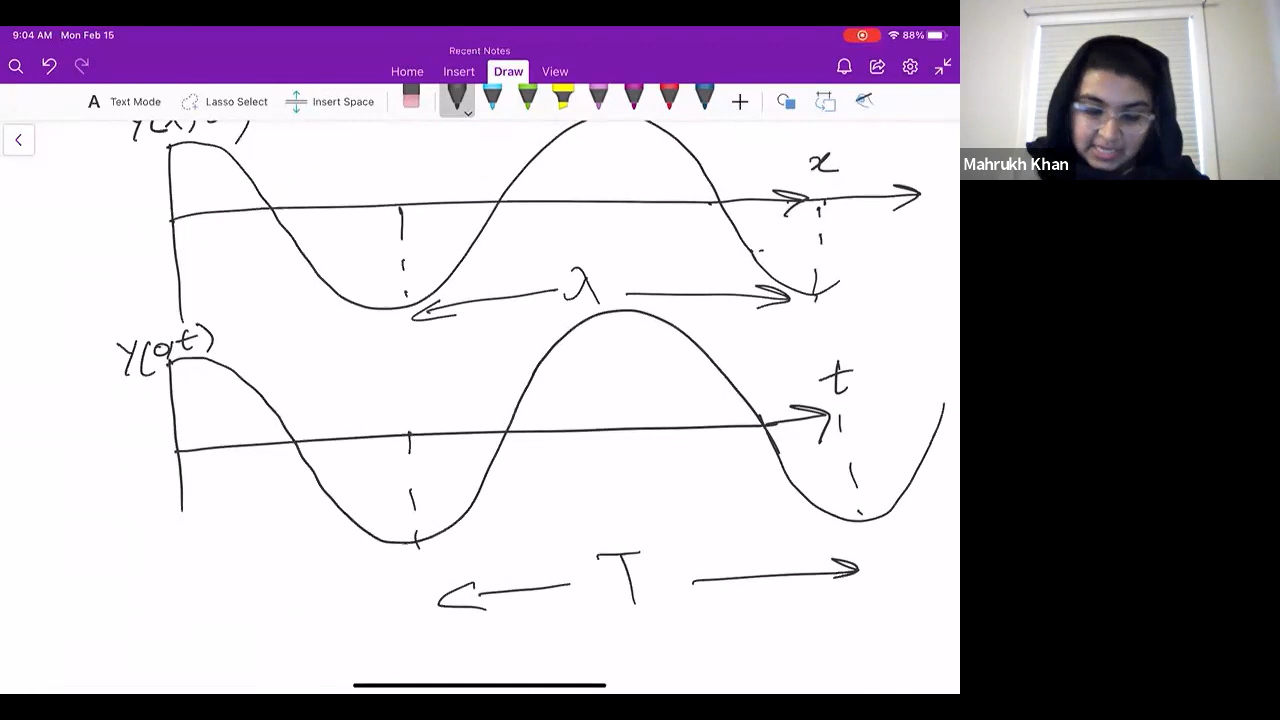 9:04 AM Mon Feb 15
88%
Recent Notes
Home Insert Draw View
Text Mode Lasso Select Insert Space
Mahrukh Khan
x
λ
Y(0,t)
t
T